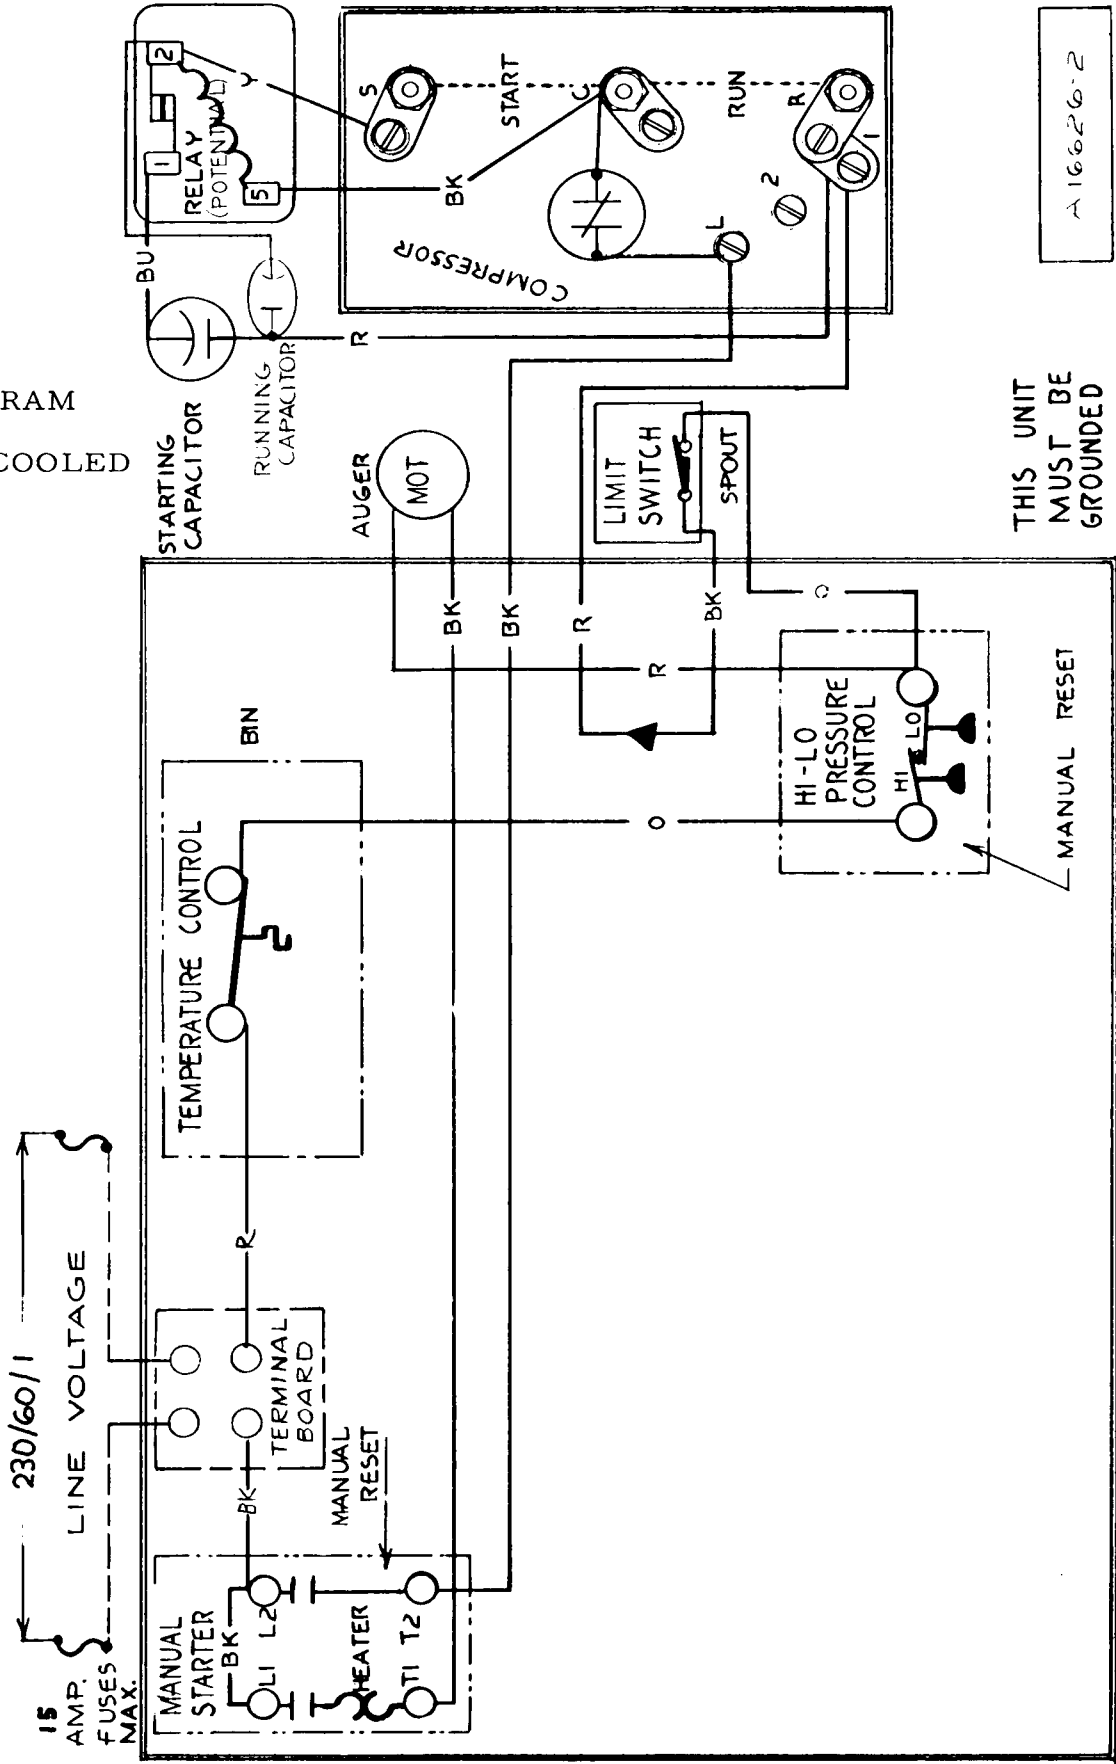 RAM
COOLED
230/60/1
LINE VOLTAGE
15
AMP.
FUSES
MAX.
MANUAL
STARTER
BK
L1 L2
HEATER
T1 T2
MANUAL
RESET
BK
TERMINAL
BOARD
R
TEMPERATURE CONTROL
BIN
O
HI-LO
PRESSURE
CONTROL
HI LO
MANUAL RESET
R
O
BK
BK
R
BK
AUGER
MOT
LIMIT
SWITCH
SPOUT
STARTING
CAPACITOR
RUNNING
CAPACITOR
BU
R
RELAY
(POTENTIAL)
1
2
5
Y
BK
COMPRESSOR
S
START
C
RUN
R
L
2
1
THIS UNIT
MUST BE
GROUNDED
A16626-2